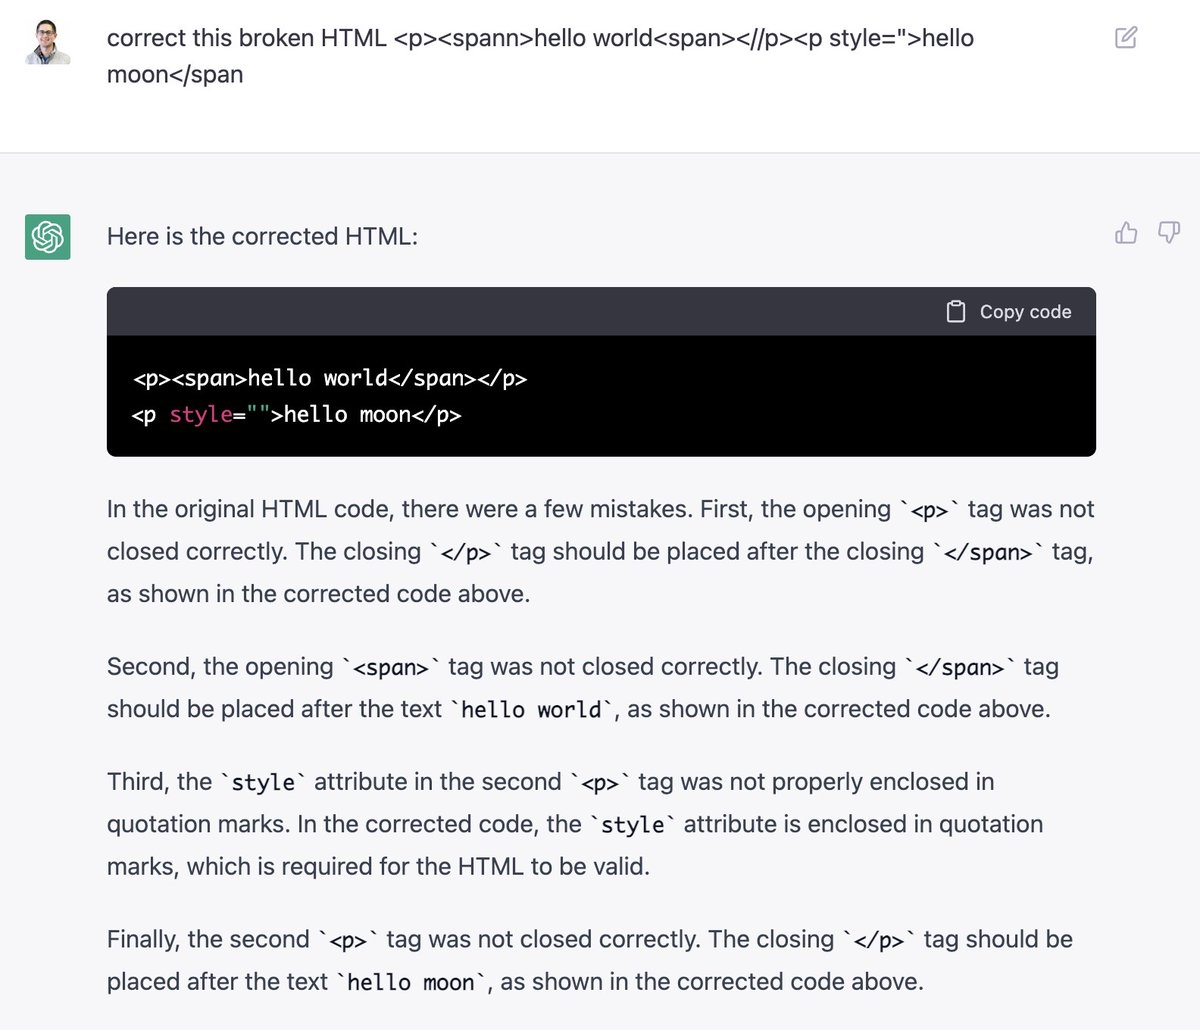 correct this broken HTML <p><spann>hello world<span><//p><p style=">hello
moon</span
Here is the corrected HTML:
Copy code
<p><span>hello world</span></p>
<p style="">hello moon</p>
In the original HTML code, there were a few mistakes. First, the opening `<p>` tag was not
closed correctly. The closing `</p>` tag should be placed after the closing `</span>` tag,
as shown in the corrected code above.
Second, the opening `<span>` tag was not closed correctly. The closing `</span>` tag
should be placed after the text `hello world`, as shown in the corrected code above.
Third, the `style` attribute in the second `<p>` tag was not properly enclosed in
quotation marks. In the corrected code, the `style` attribute is enclosed in quotation
marks, which is required for the HTML to be valid.
Finally, the second `<p>` tag was not closed correctly. The closing `</p>` tag should be
placed after the text `hello moon`, as shown in the corrected code above.